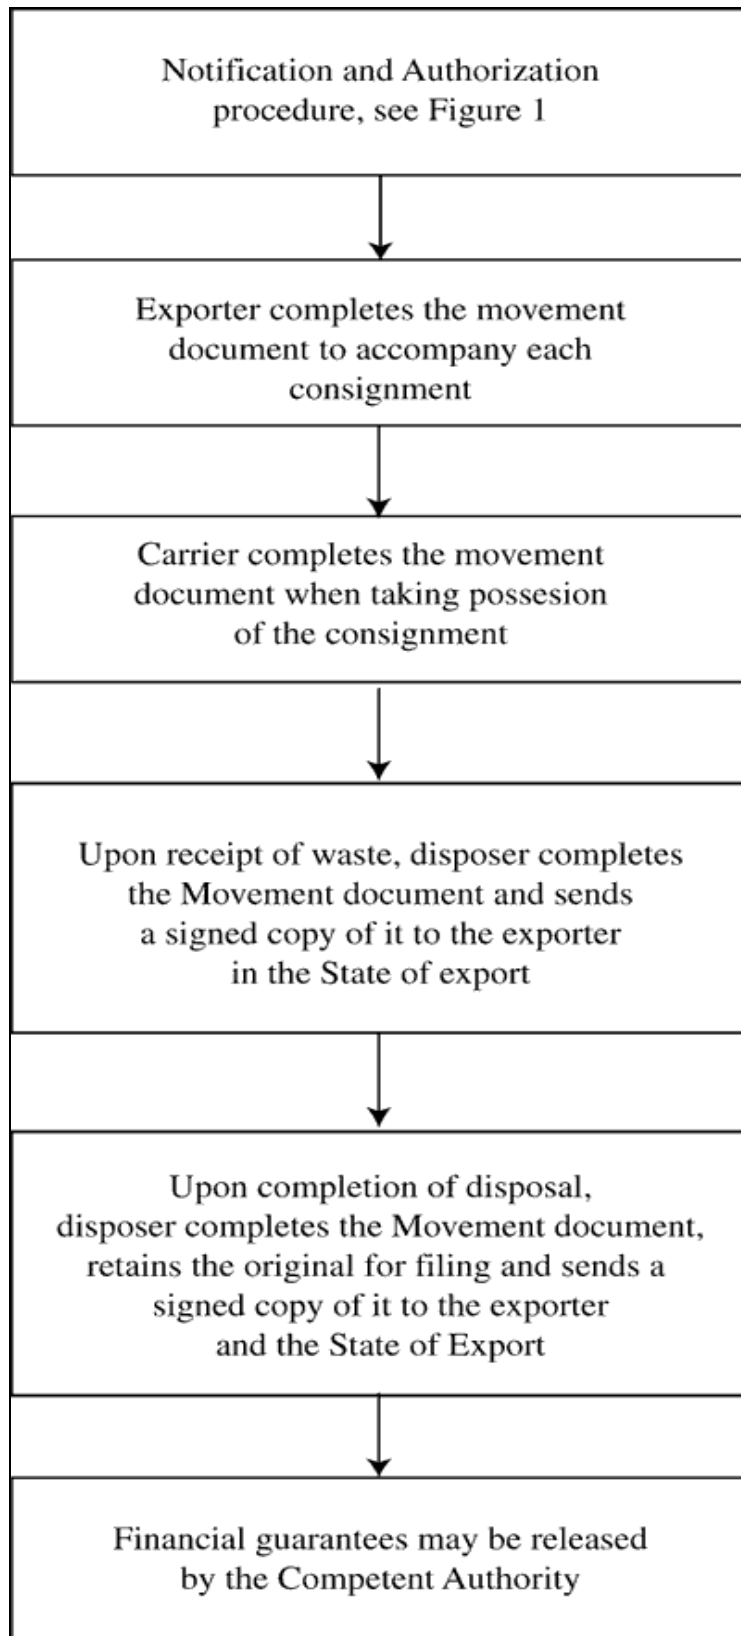 Notification and Authorization
procedure, see Figure 1
Exporter completes the movement
document to accompany each
consignment
Carrier completes the movement
document when taking possesion
of the consignment
Upon receipt of waste, disposer completes
the Movement document and sends
a signed copy of it to the exporter
in the State of export
Upon completion of disposal,
disposer completes the Movement document,
retains the original for filing and sends a
signed copy of it to the exporter
and the State of Export
Financial guarantees may be released
by the Competent Authority